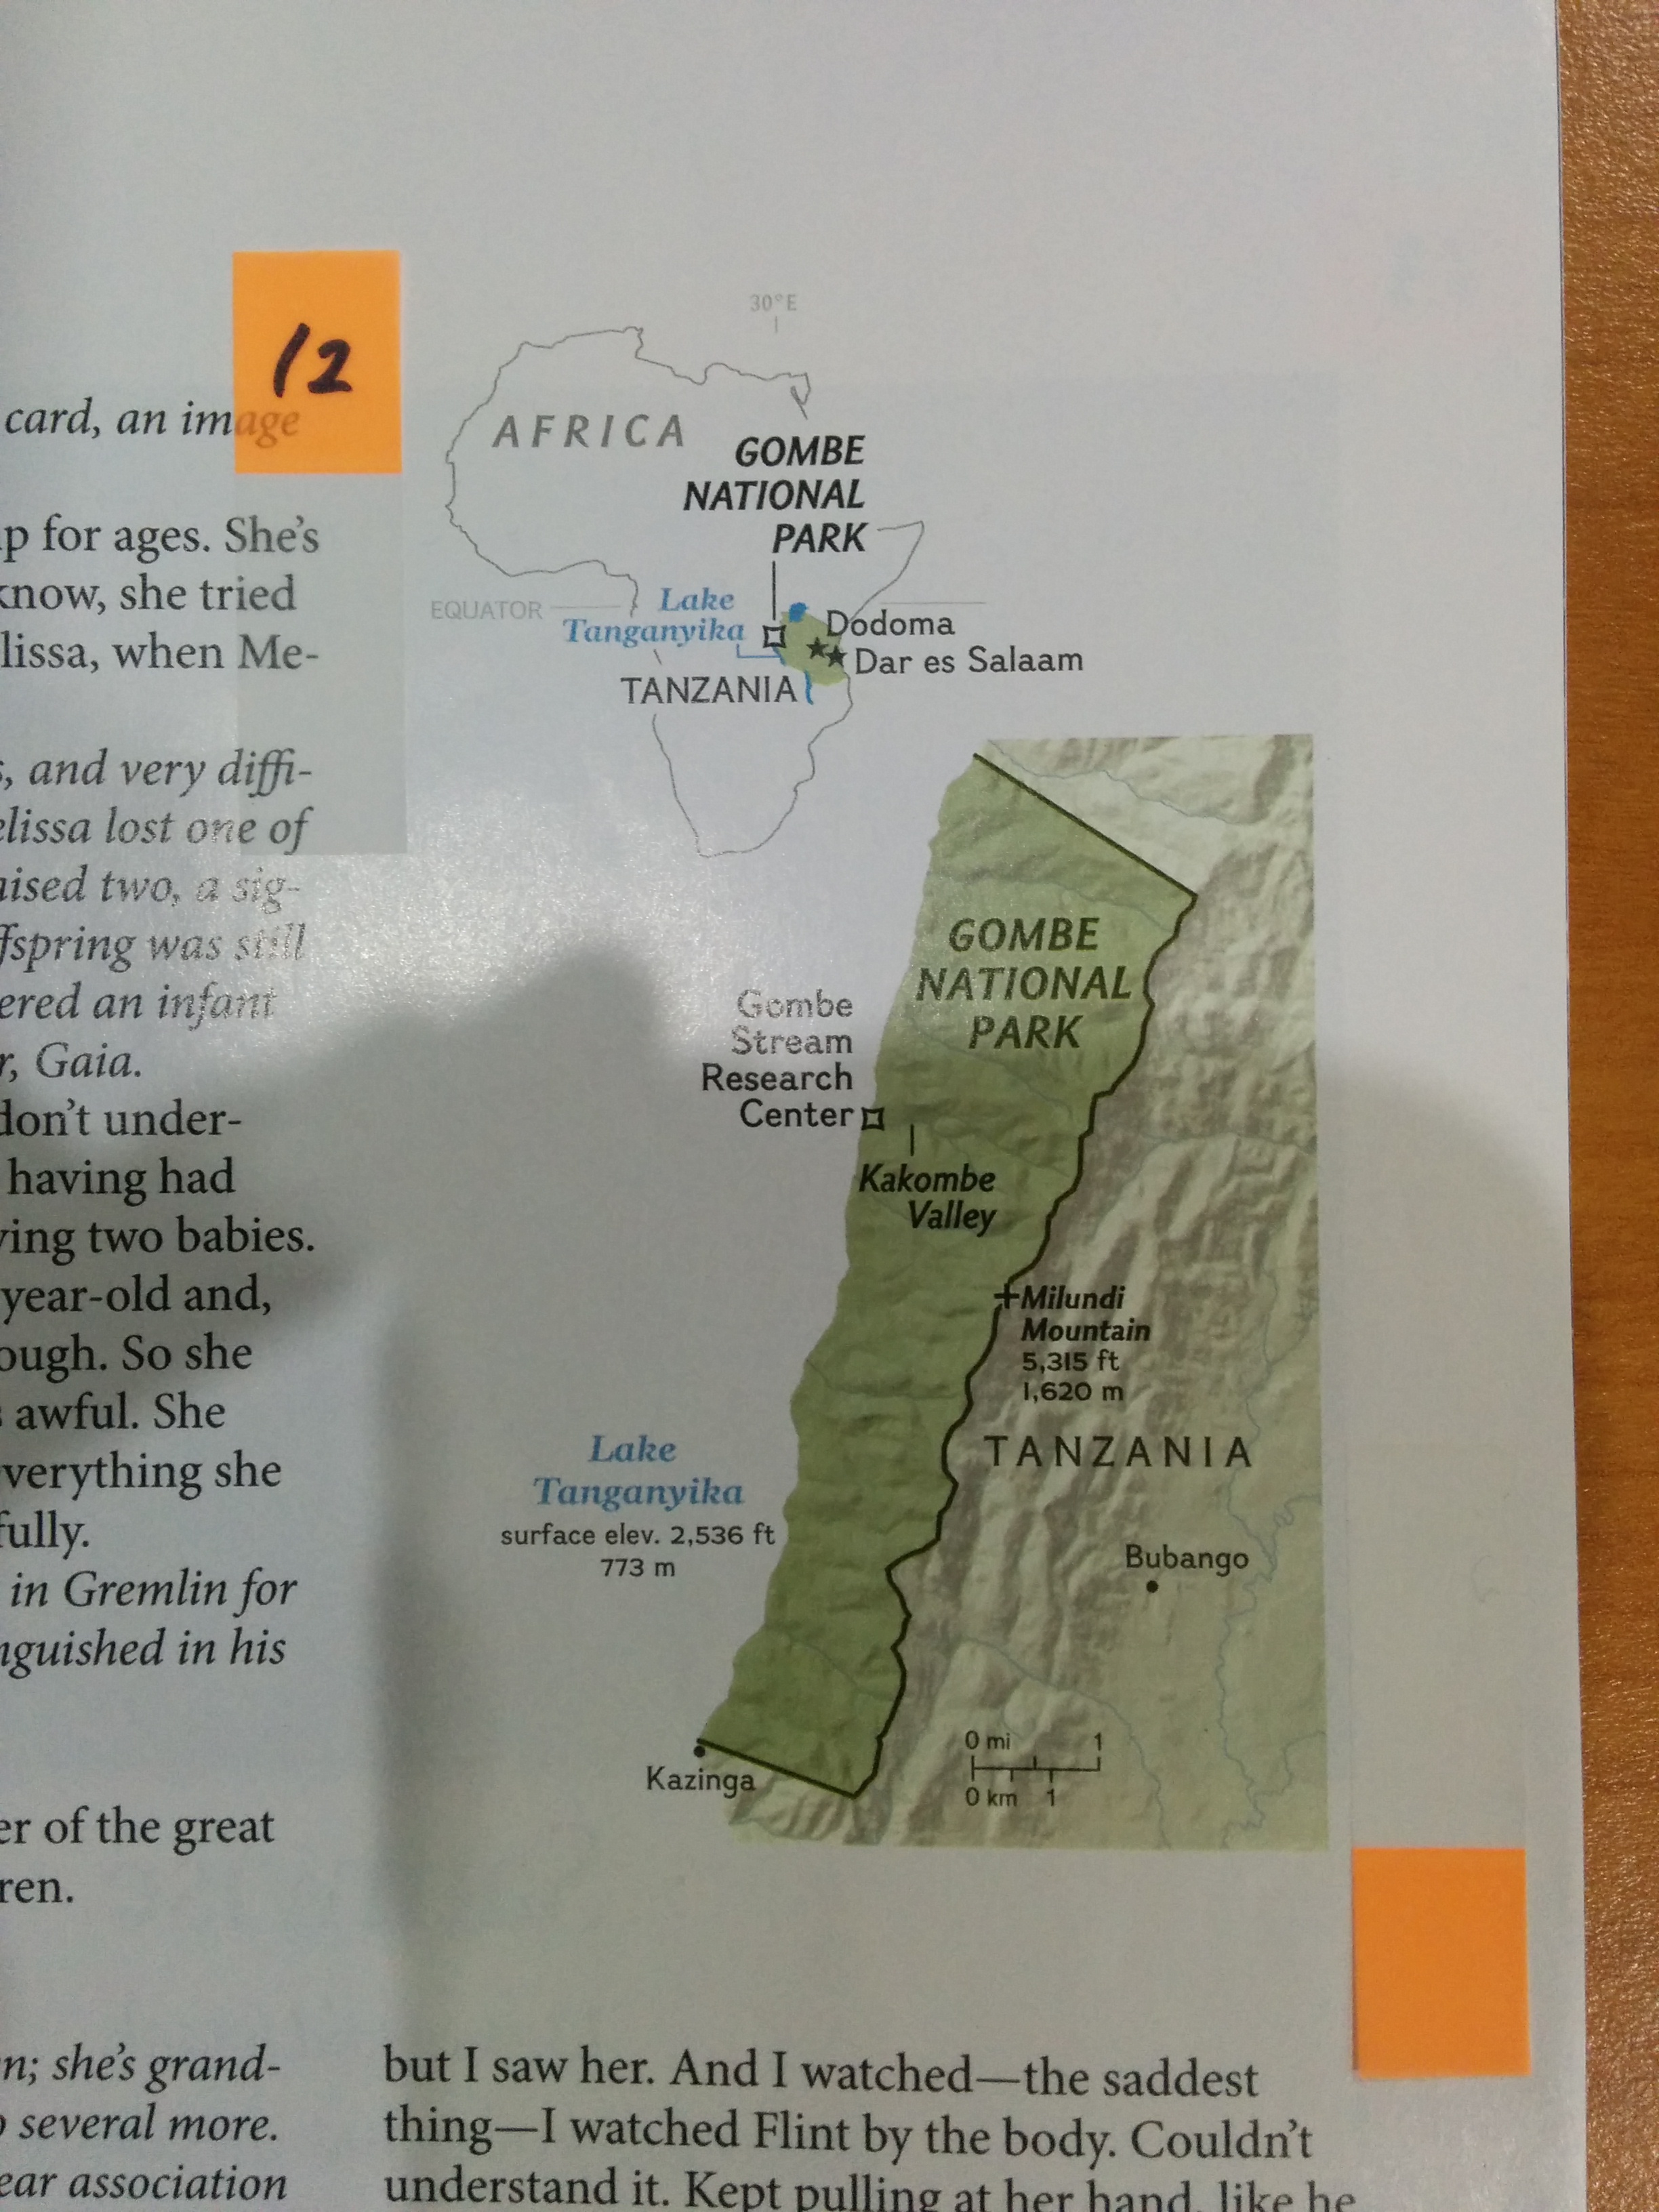 12
card, an image
p for ages. She's
know, she tried
lissa, when Me-
, and very diffi-
elissa lost one of
aised two, a sig-
ffspring was still
ered an infant
r, Gaia.
don't under-
having had
ying two babies.
year-old and,
ough. So she
awful. She
verything she
fully.
in Gremlin for
nguished in his
er of the great
ren.
n; she's grand-
several more.
ear association
30°E
AFRICA
GOMBE
NATIONAL
PARK
EQUATOR
Lake
Tanganyika
Dodoma
Dar es Salaam
TANZANIA
GOMBE
NATIONAL
PARK
Gombe
Stream
Research
Center
Kakombe
Valley
Milundi
Mountain
5,315 ft
1,620 m
TANZANIA
Lake
Tanganyika
surface elev. 2,536 ft
773 m
Bubango
Kazinga
0 mi 1
0 km 1
but I saw her. And I watched—the saddest
thing—I watched Flint by the body. Couldn't
understand it. Kept pulling at her hand, like he